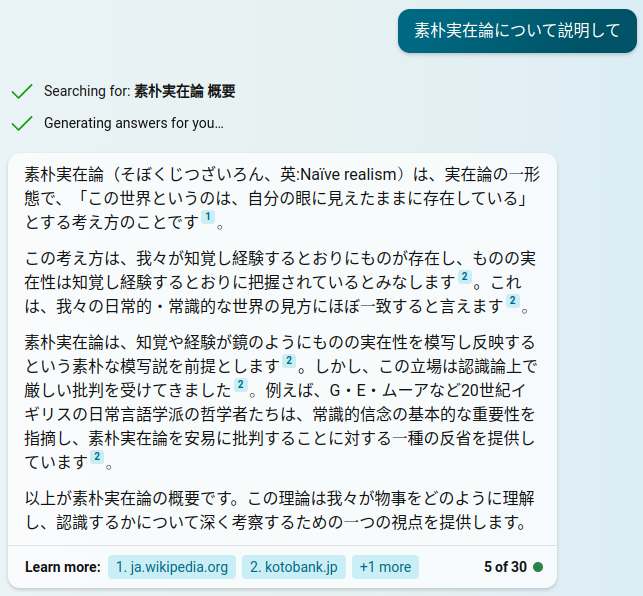 素朴実在論について説明して
Searching for: 素朴実在論 概要
Generating answers for you…
素朴実在論（そぼくじつざいろん、英:Naïve realism）は、実在論の一形
態で、「この世界というのは、自分の眼に見えたままに存在している」
とする考え方のことです 1 。
この考え方は、我々が知覚し経験するとおりにものが存在し、ものの実
在性は知覚し経験するとおりに把握されているとみなします 2 。これ
は、我々の日常的・常識的な世界の見方にほぼ一致すると言えます 2 。
素朴実在論は、知覚や経験が鏡のようにものの実在性を模写し反映する
という素朴な模写説を前提とします 2 。しかし、この立場は認識論上で
厳しい批判を受けてきました 2 。例えば、G・E・ムーアなど20世紀イ
ギリスの日常言語学派の哲学者たちは、常識的信念の基本的な重要性を
指摘し、素朴実在論を安易に批判することに対する一種の反省を提供し
ています 2 。
以上が素朴実在論の概要です。この理論は我々が物事をどのように理解
し、認識するかについて深く考察するための一つの視点を提供します。
Learn more: 1. ja.wikipedia.org 2. kotobank.jp +1 more 5 of 30